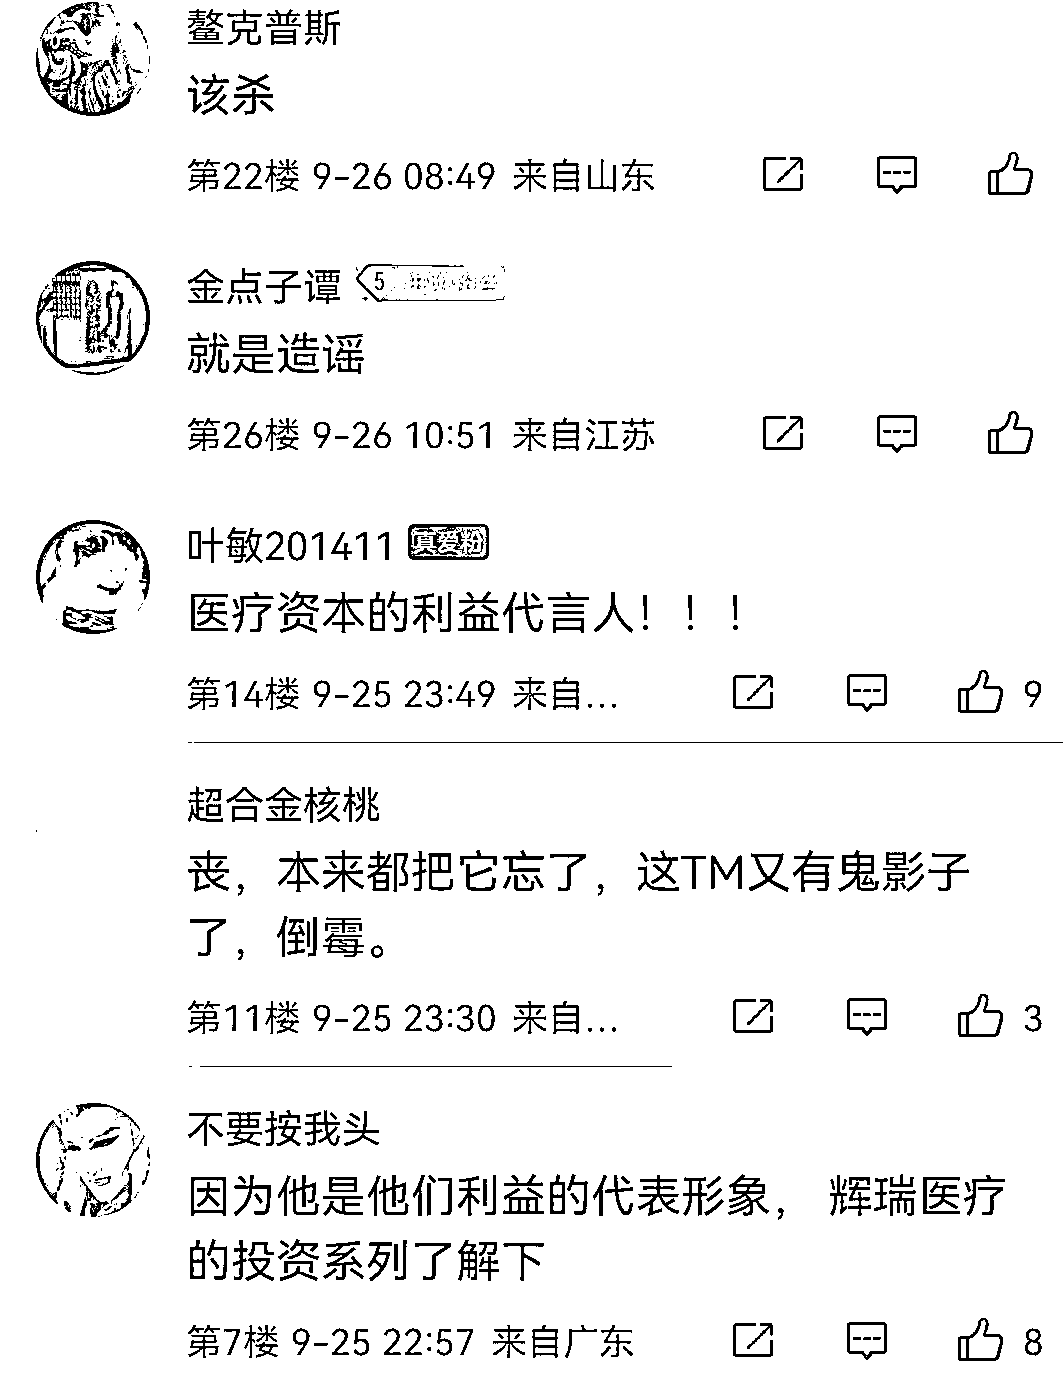 鳌克普斯
该杀
第22楼 9-26 08:49 来自山东
金点子谭 5
就是造谣
第26楼 9-26 10:51 来自江苏
叶敏201411 真爱粉
医疗资本的利益代言人！！！
第14楼 9-25 23:49 来自... 9
超合金核桃
丧，本来都把它忘了，这TM又有鬼影子
了，倒霉。
第11楼 9-25 23:30 来自... 3
不要按我头
因为他是他们利益的代表形象， 辉瑞医疗
的投资系列了解下
第7楼 9-25 22:57 来自广东 8